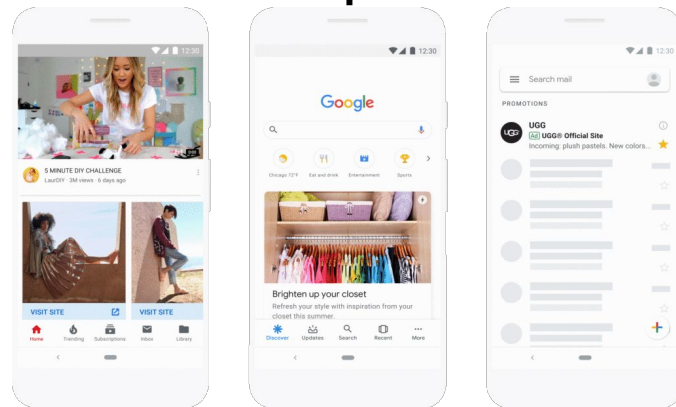 12:30
5 MINUTE DIY CHALLENGE
LaurDIY · 3M views · 6 days ago
VISIT SITE
VISIT SITE
Home
Trending
Subscriptions
Inbox
Library
12:30
Google
Chicago 72°F
Eat and drink
Entertainment
Sports
Brighten up your closet
Refresh your style with inspiration from your
closet this summer.
Discover
Updates
Search
Recent
More
12:30
Search mail
PROMOTIONS
UGG
UGG
Ad UGG® Official Site
Incoming: plush pastels. New colors...